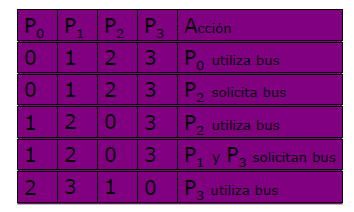 P0 P1 P2 P3 Acción
0 1 2 3 P0 utiliza bus
0 1 2 3 P2 solicita bus
1 2 0 3 P2 utiliza bus
1 2 0 3 P1 y P3 solicitan bus
2 3 1 0 P3 utiliza bus